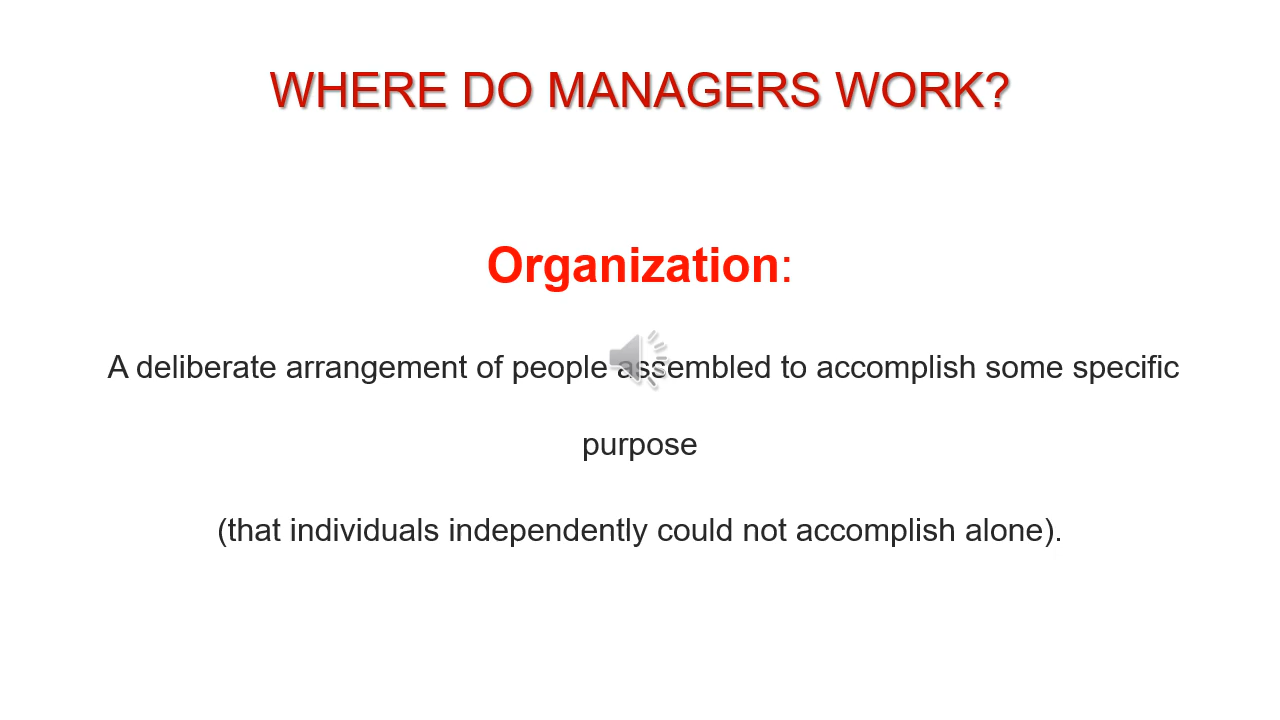 WHERE DO MANAGERS WORK?
Organization:
A deliberate arrangement of people assembled to accomplish some specific
purpose
(that individuals independently could not accomplish alone).